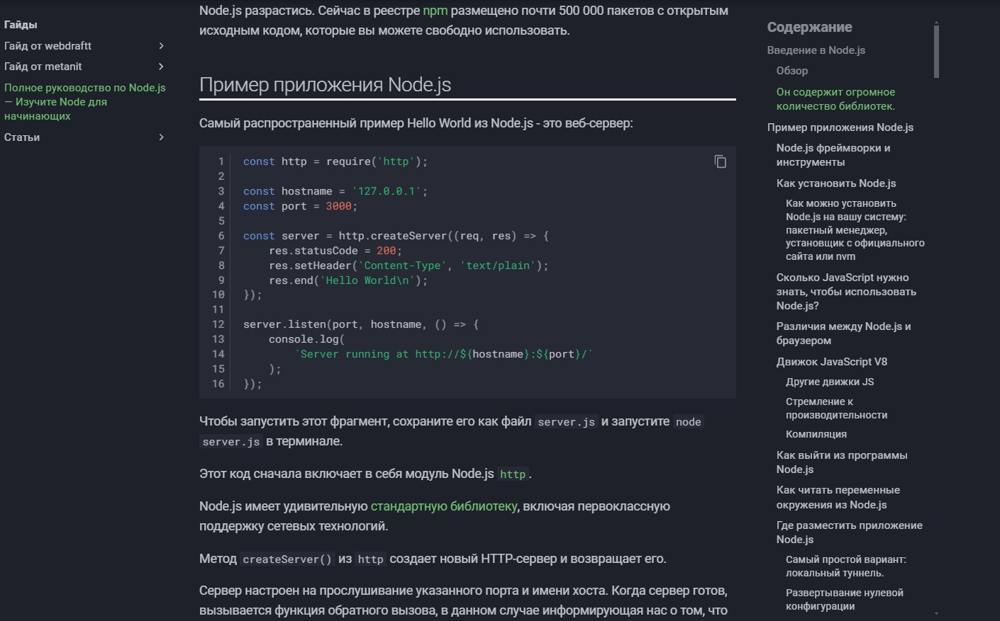 Гайды
Гайд от webdraftt
Гайд от metanit
Полное руководство по Node.js
— Изучите Node для
начинающих
Статьи
Node.js разрастись. Сейчас в реестре npm размещено почти 500 000 пакетов с открытым
исходным кодом, которые вы можете свободно использовать.
Пример приложения Node.js
Самый распространенный пример Hello World из Node.js - это веб-сервер:
1 const http = require('http');
2
3 const hostname = '127.0.0.1';
4 const port = 3000;
5
6 const server = http.createServer((req, res) => {
7     res.statusCode = 200;
8     res.setHeader('Content-Type', 'text/plain');
9     res.end('Hello World\n');
10 });
11
12 server.listen(port, hostname, () => {
13     console.log(
14         `Server running at http://${hostname}:${port}/`
15     );
16 });
Чтобы запустить этот фрагмент, сохраните его как файл server.js и запустите node
server.js в терминале.
Этот код сначала включает в себя модуль Node.js http.
Node.js имеет удивительную стандартную библиотеку, включая первоклассную
поддержку сетевых технологий.
Метод createServer() из http создает новый HTTP-сервер и возвращает его.
Сервер настроен на прослушивание указанного порта и имени хоста. Когда сервер готов,
вызывается функция обратного вызова, в данном случае информирующая нас о том, что
Содержание
Введение в Node.js
Обзор
Он содержит огромное
количество библиотек.
Пример приложения Node.js
Node.js фреймворки и
инструменты
Как установить Node.js
Как можно установить
Node.js на вашу систему:
пакетный менеджер,
установщик с официального
сайта или nvm
Сколько JavaScript нужно
знать, чтобы использовать
Node.js?
Различия между Node.js и
браузером
Движок JavaScript V8
Другие движки JS
Стремление к
производительности
Компиляция
Как выйти из программы
Node.js
Как читать переменные
окружения из Node.js
Где разместить приложение
Node.js
Самый простой вариант:
локальный туннель.
Развертывание нулевой
конфигурации